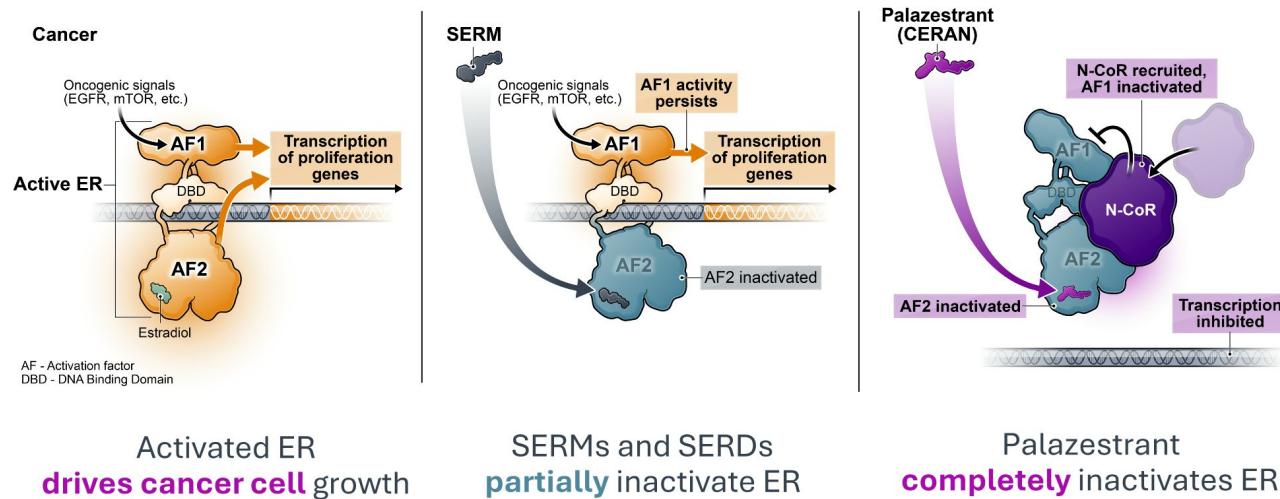 Cancer
Oncogenic signals
(EGFR, mTOR, etc.)
AF1
Transcription
of proliferation
genes
Active ER
DBD
AF2
Estradiol
AF - Activation factor
DBD - DNA Binding Domain
Activated ER
drives cancer cell growth
SERM
Oncogenic signals
(EGFR, mTOR, etc.)
AF1 activity
persists
AF1
Transcription
of proliferation
genes
DBD
AF2
AF2 inactivated
SERMs and SERDs
partially inactivate ER
Palazestrant
(CERAN)
N-CoR recruited,
AF1 inactivated
AF1
DBD
N-CoR
AF2
AF2 inactivated
Transcription
inhibited
Palazestrant
completely inactivates ER